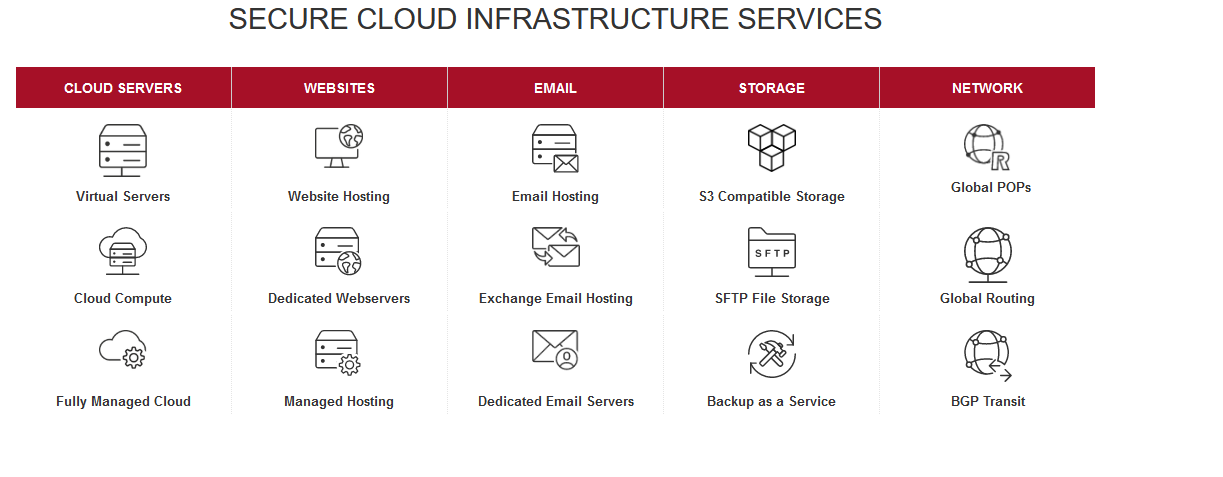 SECURE CLOUD INFRASTRUCTURE SERVICES
CLOUD SERVERS WEBSITES EMAIL STORAGE NETWORK
R
Virtual Servers Website Hosting Email Hosting S3 Compatible Storage Global POPs
SFTP
Cloud Compute Dedicated Webservers Exchange Email Hosting SFTP File Storage Global Routing
Fully Managed Cloud Managed Hosting Dedicated Email Servers Backup as a Service BGP Transit